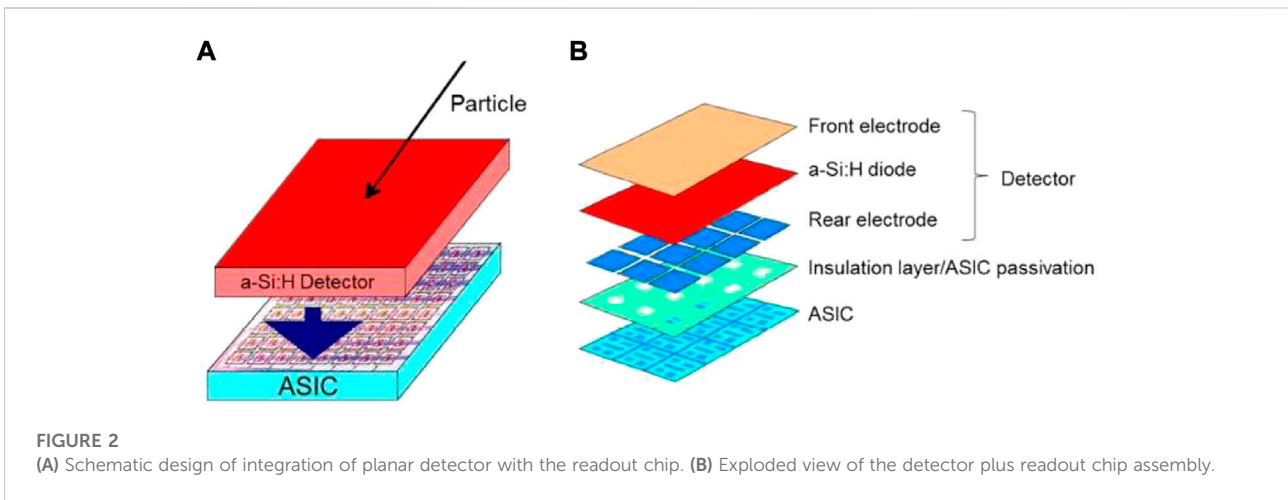 A
Particle
a-Si:H Detector
ASIC
B
Front electrode
a-Si:H diode
Rear electrode
Detector
Insulation layer/ASIC passivation
ASIC
FIGURE 2
(A) Schematic design of integration of planar detector with the readout chip. (B) Exploded view of the detector plus readout chip assembly.